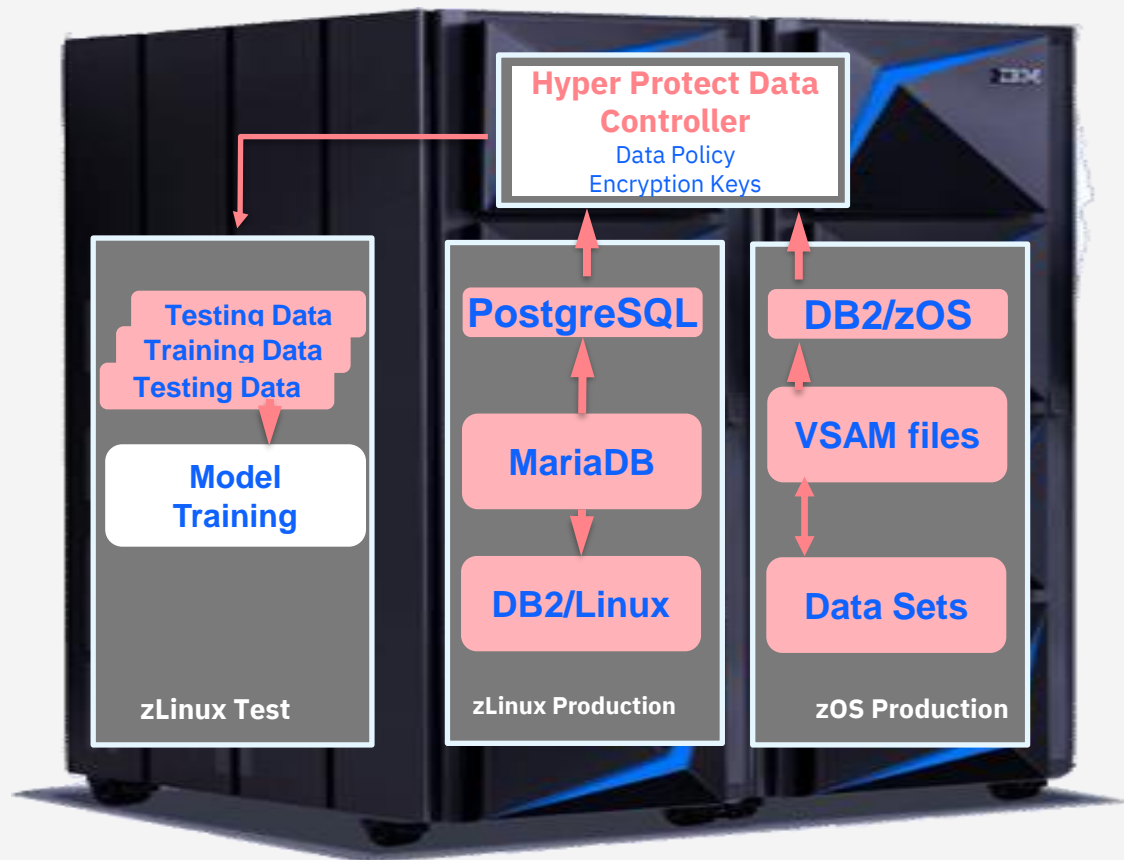 IBM
Hyper Protect Data
Controller
Data Policy
Encryption Keys
Testing Data
Training Data
Testing Data
Model
Training
zLinux Test
PostgreSQL
MariaDB
DB2/Linux
zLinux Production
DB2/zOS
VSAM files
Data Sets
zOS Production